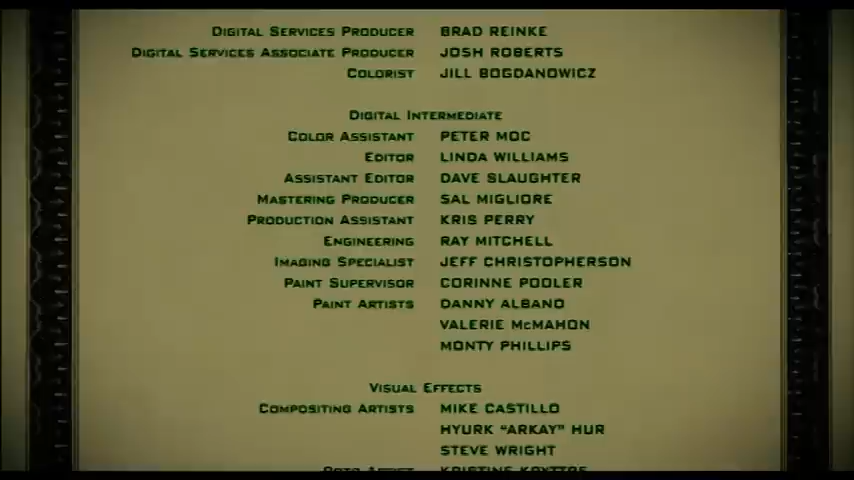 Digital Services Producer BRAD REINKE
Digital Services Associate Producer JOSH ROBERTS
Colorist JILL BOGDANOWICZ
Digital Intermediate
Color Assistant PETER MOC
Editor LINDA WILLIAMS
Assistant Editor DAVE SLAUGHTER
Mastering Producer SAL MIGLIORE
Production Assistant KRIS PERRY
Engineering RAY MITCHELL
Imaging Specialist JEFF CHRISTOPHERSON
Paint Supervisor CORINNE POOLER
Paint Artists DANNY ALBANO
VALERIE McMAHON
MONTY PHILLIPS
Visual Effects
Compositing Artists MIKE CASTILLO
HYURK “ARKAY” HUR
STEVE WRIGHT